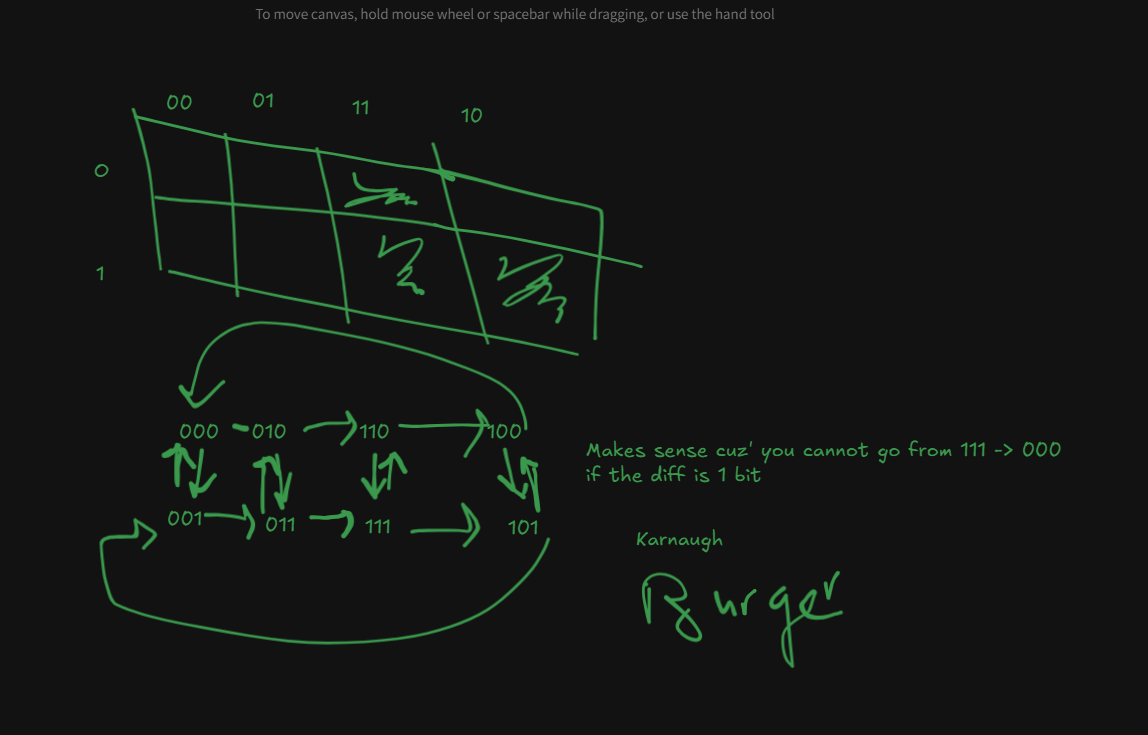 To move canvas, hold mouse wheel or spacebar while dragging, or use the hand tool
00 01 11 10
0
1
000 010 110 100
001 011 111 101
Makes sense cuz' you cannot go from 111 -> 000
if the diff is 1 bit
Karnaugh
Burger